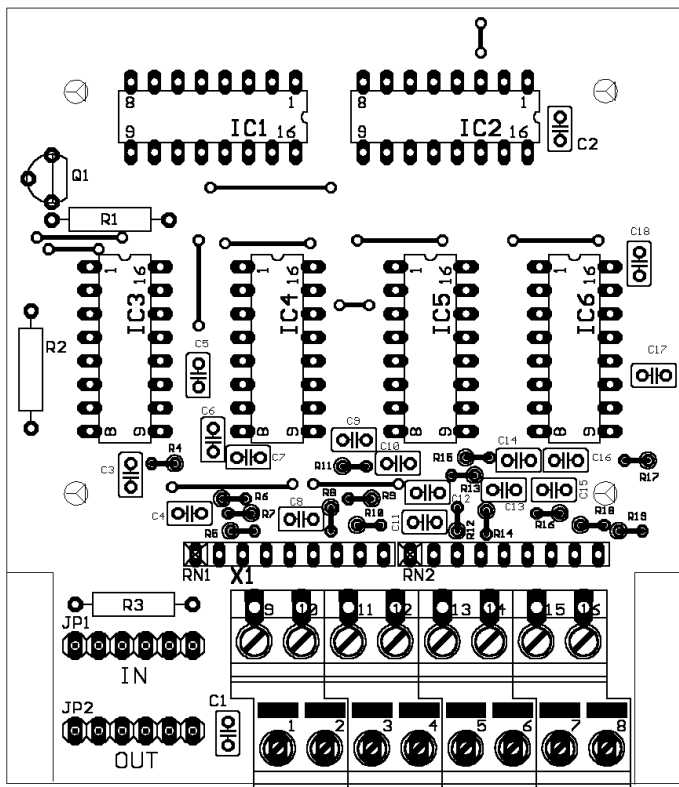 8 1 8 1
IC1 IC2
9 16 9 16
C2
Q1
R1
C18
1 16 1 16 1 16 1 16
IC3 IC4 IC5 IC6
R2
C5
C17
C6
8 9 8 9 8 9 8 9
C9
C3 R4 C7 R11 C10 R15 C14 C16 R17
R13
R6 R8 R9 C12 C13 C15
C4 R7 C8 R10 C11 R12 R14 R16 R18 R19
R5
RN1 X1 RN2
R3
9 10 11 12 13 14 15 16
JP1
IN
JP2
C1
1 2 3 4 5 6 7 8
OUT